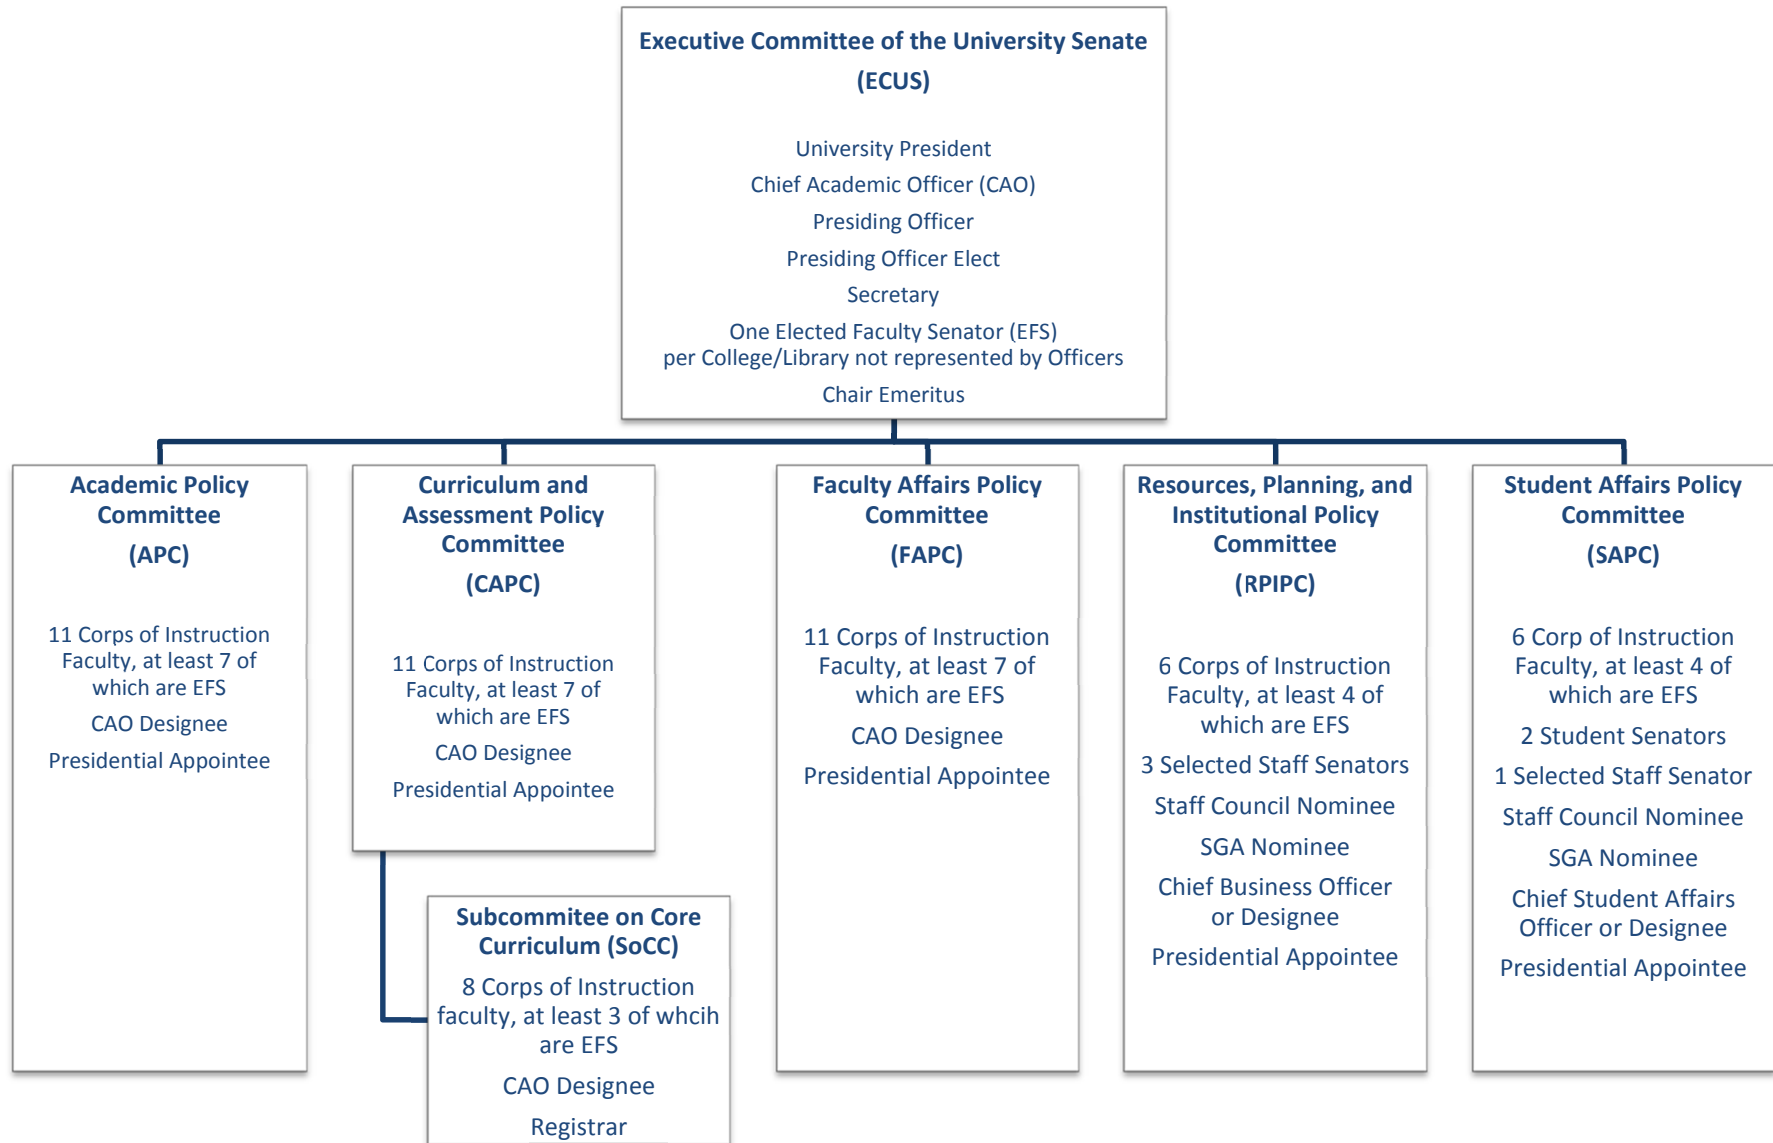 Executive Committee of the University Senate
(ECUS)
University President
Chief Academic Officer (CAO)
Presiding Officer
Presiding Officer Elect
Secretary
One Elected Faculty Senator (EFS)
per College/Library not represented by Officers
Chair Emeritus
Academic Policy
Committee
(APC)
11 Corps of Instruction
Faculty, at least 7 of
which are EFS
CAO Designee
Presidential Appointee
Curriculum and
Assessment Policy
Committee
(CAPC)
11 Corps of Instruction
Faculty, at least 7 of
which are EFS
CAO Designee
Presidential Appointee
Subcommitee on Core
Curriculum (SoCC)
8 Corps of Instruction
faculty, at least 3 of whcih
are EFS
CAO Designee
Registrar
Faculty Affairs Policy
Committee
(FAPC)
11 Corps of Instruction
Faculty, at least 7 of
which are EFS
CAO Designee
Presidential Appointee
Resources, Planning, and
Institutional Policy
Committee
(RPIPC)
6 Corps of Instruction
Faculty, at least 4 of
which are EFS
3 Selected Staff Senators
Staff Council Nominee
SGA Nominee
Chief Business Officer
or Designee
Presidential Appointee
Student Affairs Policy
Committee
(SAPC)
6 Corp of Instruction
Faculty, at least 4 of
which are EFS
2 Student Senators
1 Selected Staff Senator
Staff Council Nominee
SGA Nominee
Chief Student Affairs
Officer or Designee
Presidential Appointee